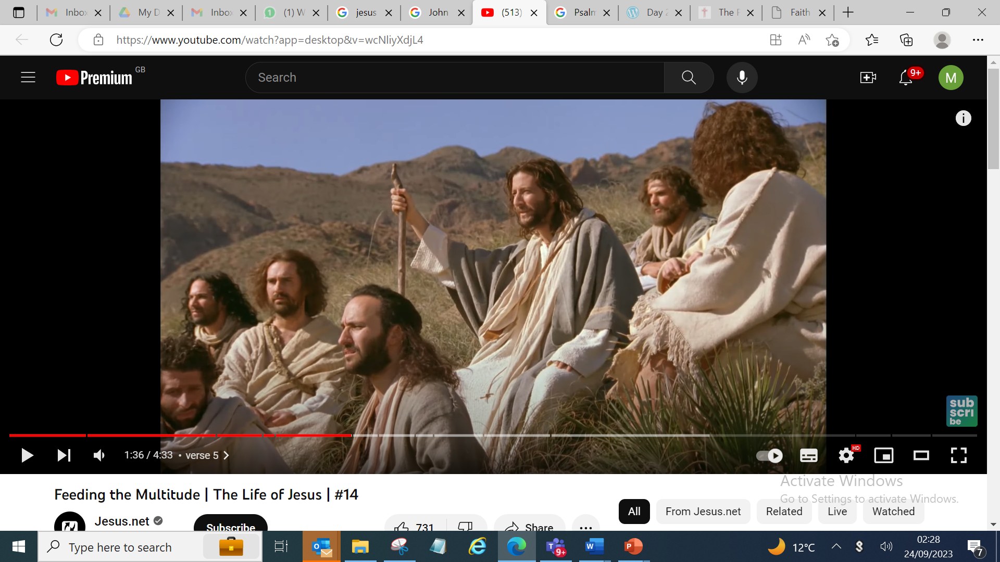 Inbox
My D
Inbox
(1) W
jesus
John
(513)
Psalm
Day 2
The P
Faith
https://www.youtube.com/watch?app=desktop&v=wcNliyXdjL4
Premium GB
Search
9+
M
i
sub
scri
be
1:36 / 4:33 • verse 5
HD
Activate Windows
Go to Settings to activate Windows.
Feeding the Multitude | The Life of Jesus | #14
All
From Jesus.net
Related
Live
Watched
Jesus.net
Subscribe
731
Share
Type here to search
9+
12°C
02:28
24/09/2023
7